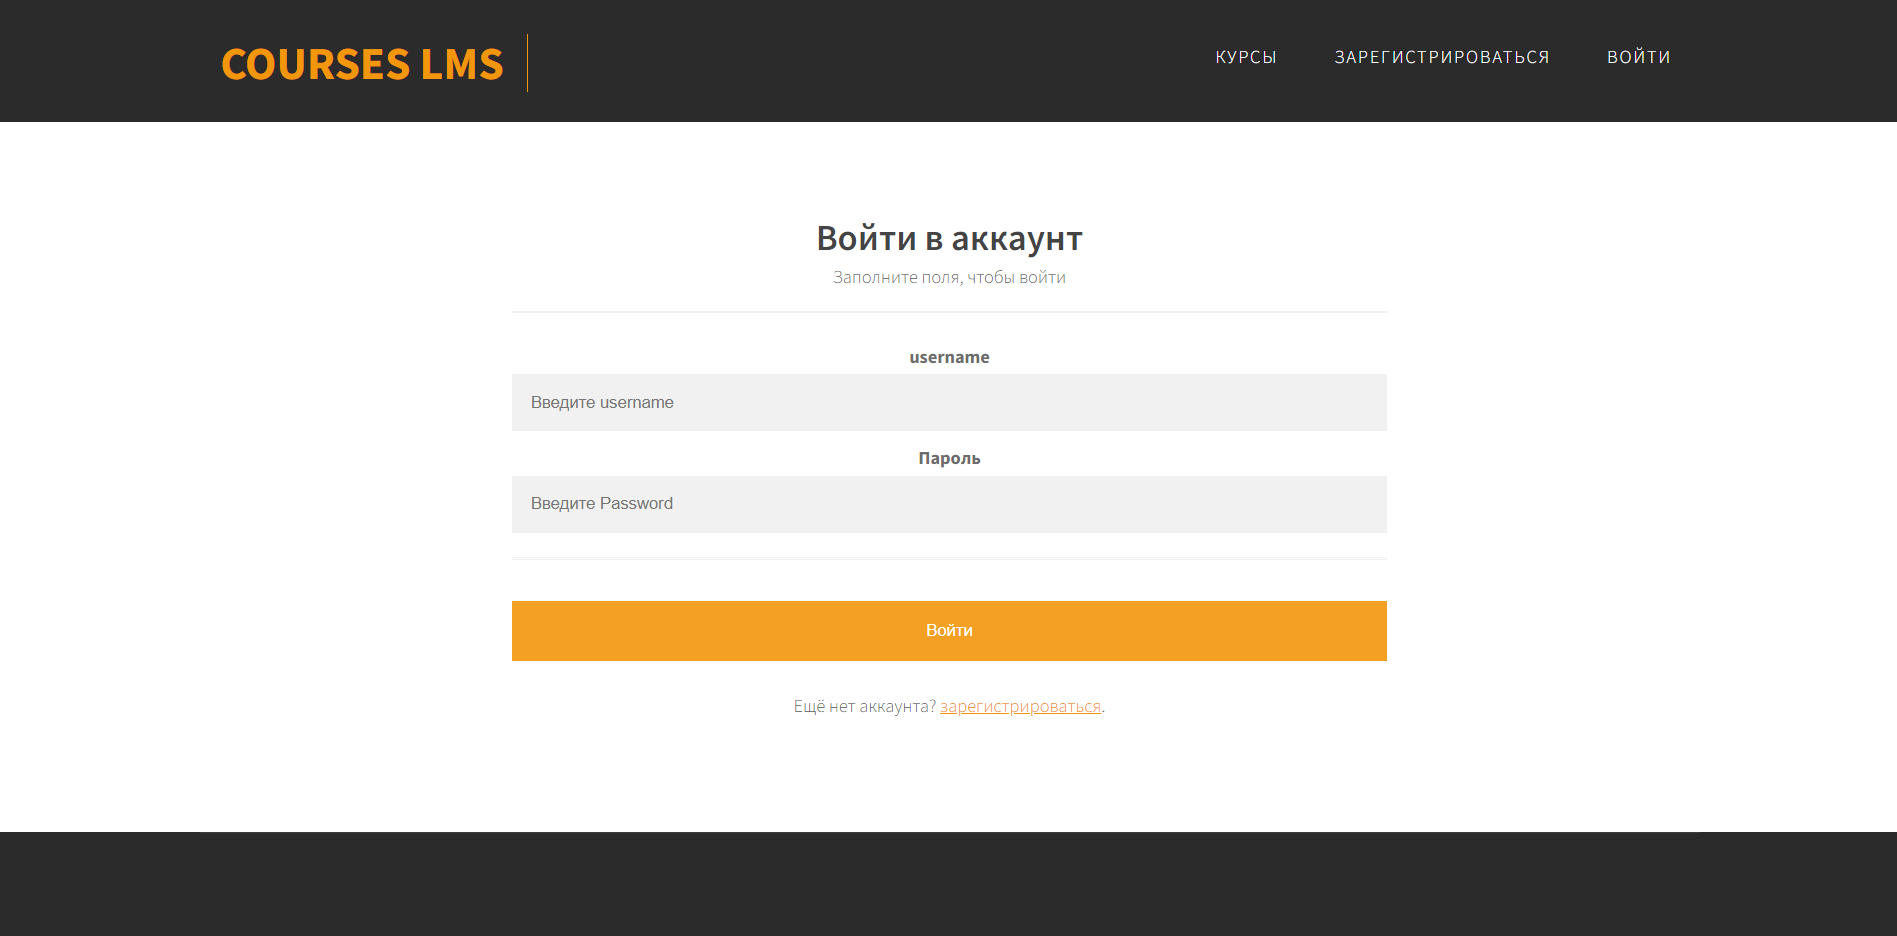 COURSES LMS
КУРСЫ ЗАРЕГИСТРИРОВАТЬСЯ ВОЙТИ
Войти в аккаунт
Заполните поля, чтобы войти
username
Введите username
Пароль
Введите Password
Войти
Ещё нет аккаунта? зарегистрироваться.